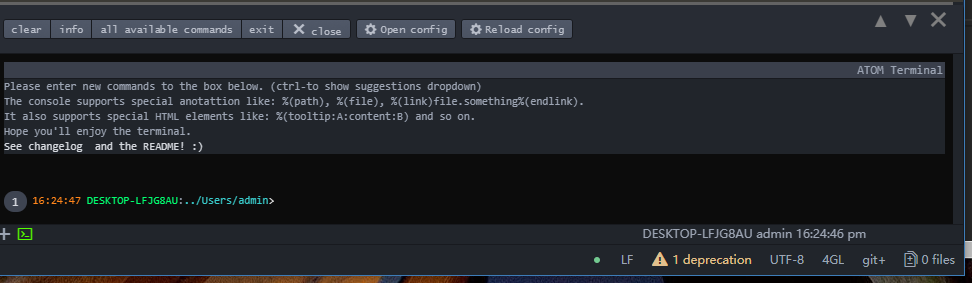 clear info all available commands exit close Open config Reload config
ATOM Terminal
Please enter new commands to the box below. (ctrl-to show suggestions dropdown)
The console supports special anotattion like: %(path), %(file), %(link)file.something%(endlink).
It also supports special HTML elements like: %(tooltip:A:content:B) and so on.
Hope you'll enjoy the terminal.
See changelog and the README! :)
1 16:24:47 DESKTOP-LFJG8AU:../Users/admin>
DESKTOP-LFJG8AU admin 16:24:46 pm
LF 1 deprecation UTF-8 4GL git+ 0 files